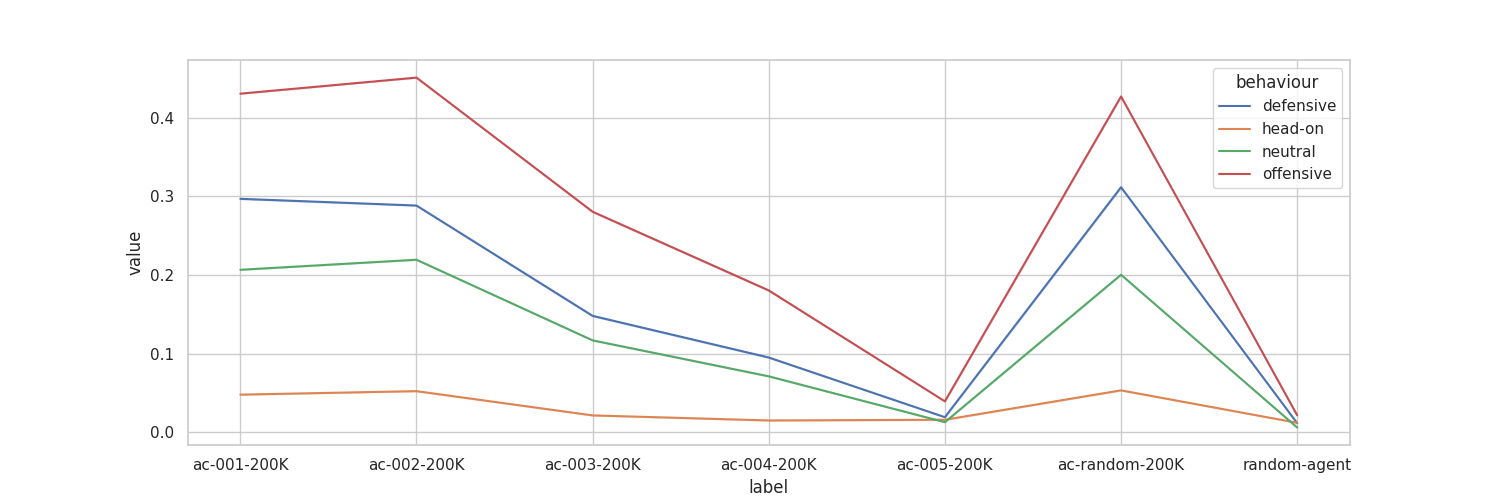 behaviour
defensive
head-on
neutral
offensive
value
0.4
0.3
0.2
0.1
0.0
ac-001-200K ac-002-200K ac-003-200K ac-004-200K ac-005-200K ac-random-200K random-agent
label